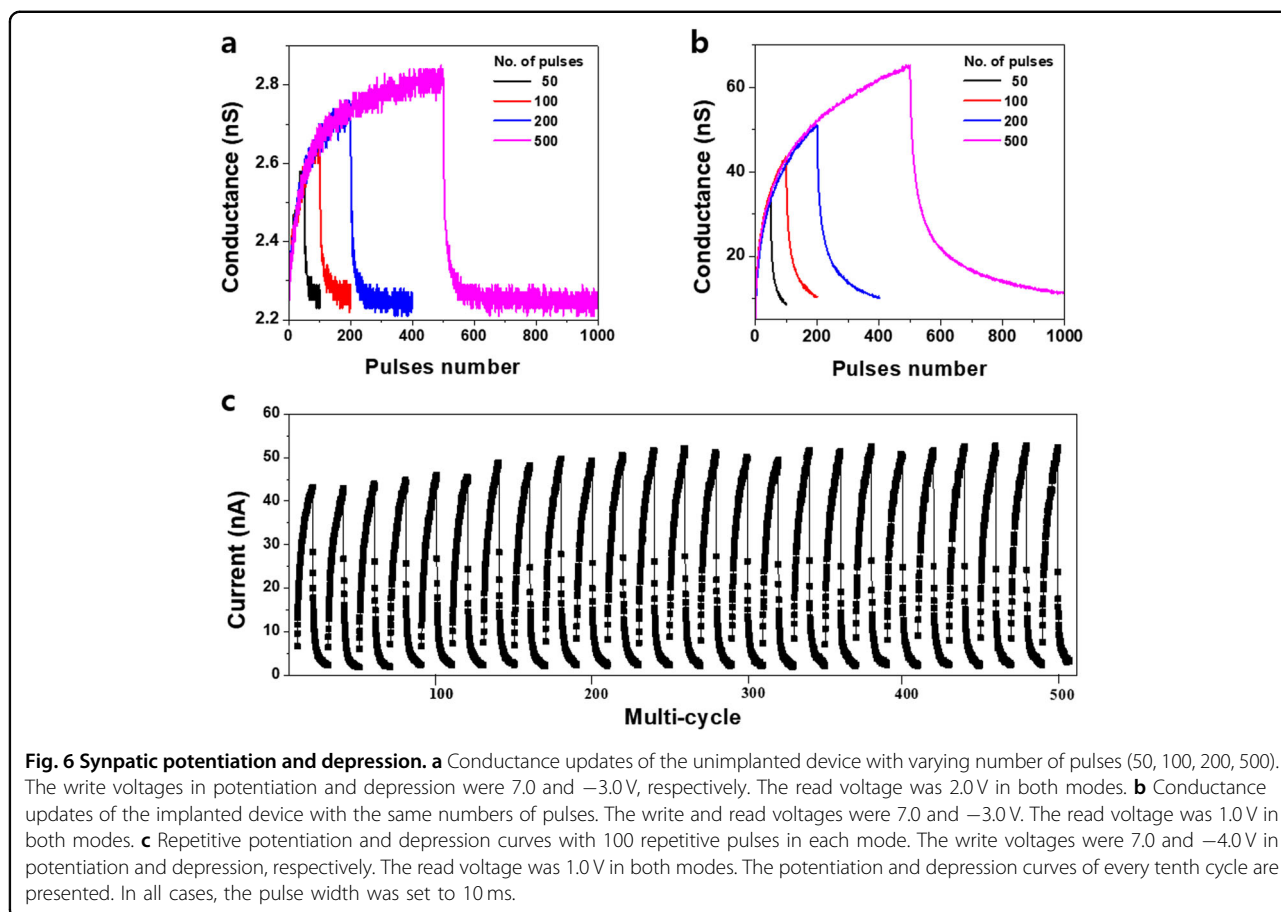 a
b
No. of pulses
50
100
200
500
2.8
2.6
2.4
2.2
Conductance (nS)
0 200 400 600 800 1000
Pulses number
No. of pulses
50
100
200
500
60
40
20
Conductance (nS)
0 200 400 600 800 1000
Pulses number
c
60
50
40
30
20
10
0
Current (nA)
100 200 300 400 500
Multi-cycle
Fig. 6 Synpatic potentiation and depression. a Conductance updates of the unimplanted device with varying number of pulses (50, 100, 200, 500).
The write voltages in potentiation and depression were 7.0 and −3.0 V, respectively. The read voltage was 2.0 V in both modes. b Conductance
updates of the implanted device with the same numbers of pulses. The write and read voltages were 7.0 and −3.0 V. The read voltage was 1.0 V in
both modes. c Repetitive potentiation and depression curves with 100 repetitive pulses in each mode. The write voltages were 7.0 and −4.0 V in
potentiation and depression, respectively. The read voltage was 1.0 V in both modes. The potentiation and depression curves of every tenth cycle are
presented. In all cases, the pulse width was set to 10 ms.